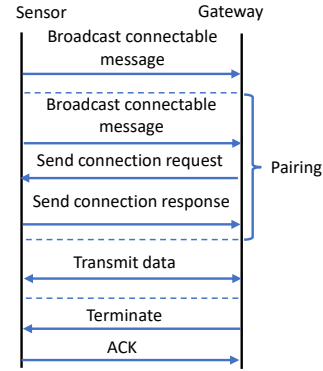 Sensor
Gateway
Broadcast connectable
message
Broadcast connectable
message
Send connection request
Pairing
Send connection response
Transmit data
Terminate
ACK